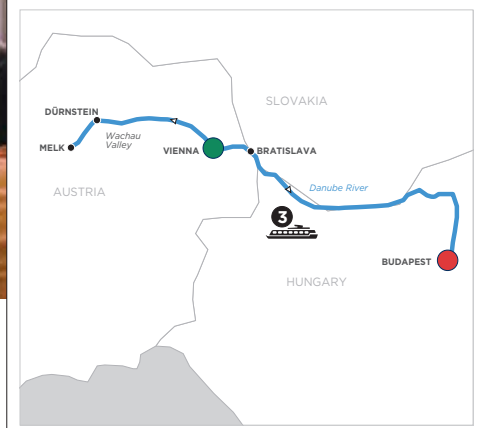 SLOVAKIA
DÜRNSTEIN
Wachau
Valley
MELK
VIENNA
BRATISLAVA
AUSTRIA
Danube River
3
BUDAPEST
HUNGARY